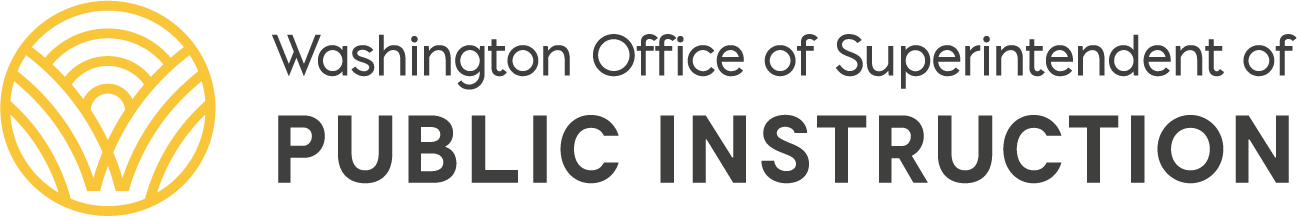 Washington Office of Superintendent of
PUBLIC INSTRUCTION